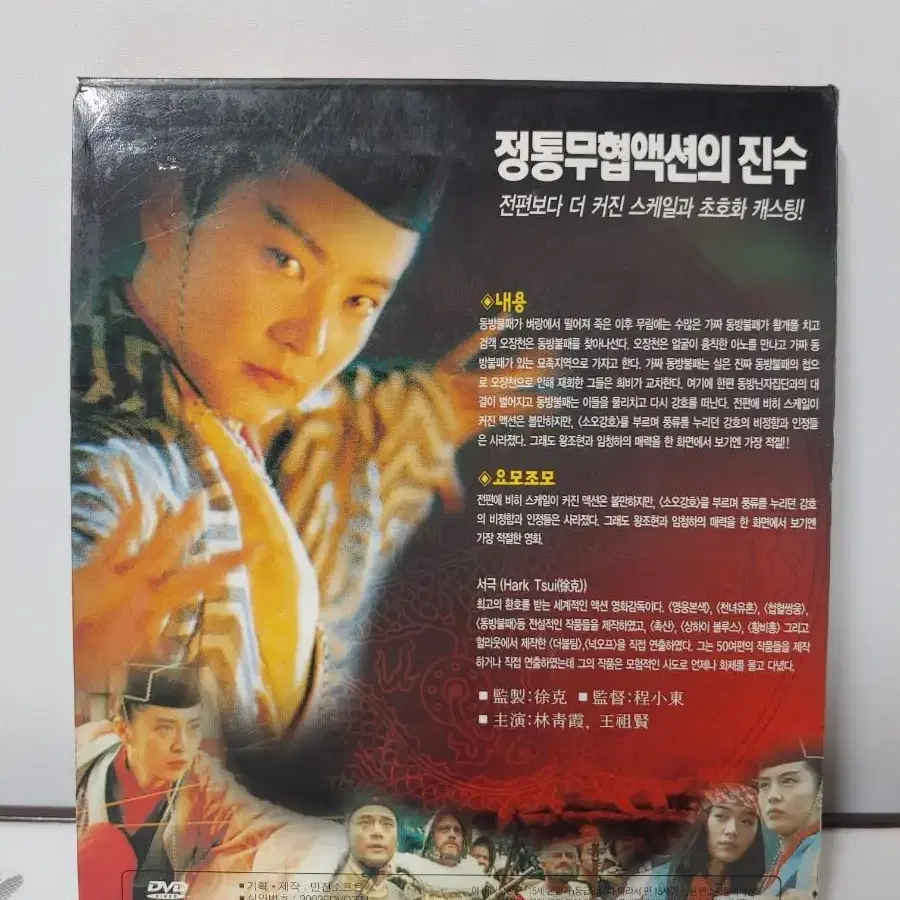 정통무협액션의 진수
전편보다 더 커진 스케일과 초호화 캐스팅!
내용
동방불패가 벼랑에서 떨어져 죽은 이후 무림에는 수많은 가짜 동방불패가 활개를 치고
검객 오장천은 동방불패를 찾아나선다. 오장천은 얼굴이 흉칙한 아노를 만나고 가짜 동
방불패가 있는 묘족지역으로 가자고 한다. 가짜 동방불패는 실은 진짜 동방불패의 첩으
로 오장천으로 인해 재회한 그들은 희비가 교차한다. 여기에 한편 동방닌자집단과의 대
결이 벌어지고 동방불패는 이들을 물리치고 다시 강호를 떠난다. 전편에 비히 스케일이
커진 액션은 볼만하지만, <소오강호>를 부르며 풍류를 누리던 강호의 비정함과 인정들
은 사라졌다. 그래도 왕조현과 임청하의 매력을 한 화면에서 보기엔 가장 적젤!!
요모조모
전편에 비히 스케일이 커진 액션은 볼만하지만, <소오강호>를 부르며 풍류를 누리던 강호
의 비정함과 인정들은 사라졌다. 그래도 왕조현과 임청하의 매력을 한 화면에서 보기엔
가장 적절한 영화.
서극 (Hark Tsui(徐克))
최고의 환호를 받는 세계적인 액션 영화감독이다. <영웅본색>, <천녀유혼>, <첩혈쌍웅>,
<동방불패>등 전설적인 작품들을 제작하였고, <촉산>, <상하이 블루스>, <황비홍> 그리고
헐리웃에서 제작한 <더블팀>, <넉오프>을 직접 연출하였다. 그는 50여편의 작품들을 제작
하거나 직접 연출하였는데 그의 작품은 모험적인 시도로 언제나 화제를 몰고 다녔다.
■ 監製:徐克 ■ 監督:程小東
■ 主演:林青霞, 王祖賢
DVD
VIDEO
■ 기획 · 제작 : 민진소프트